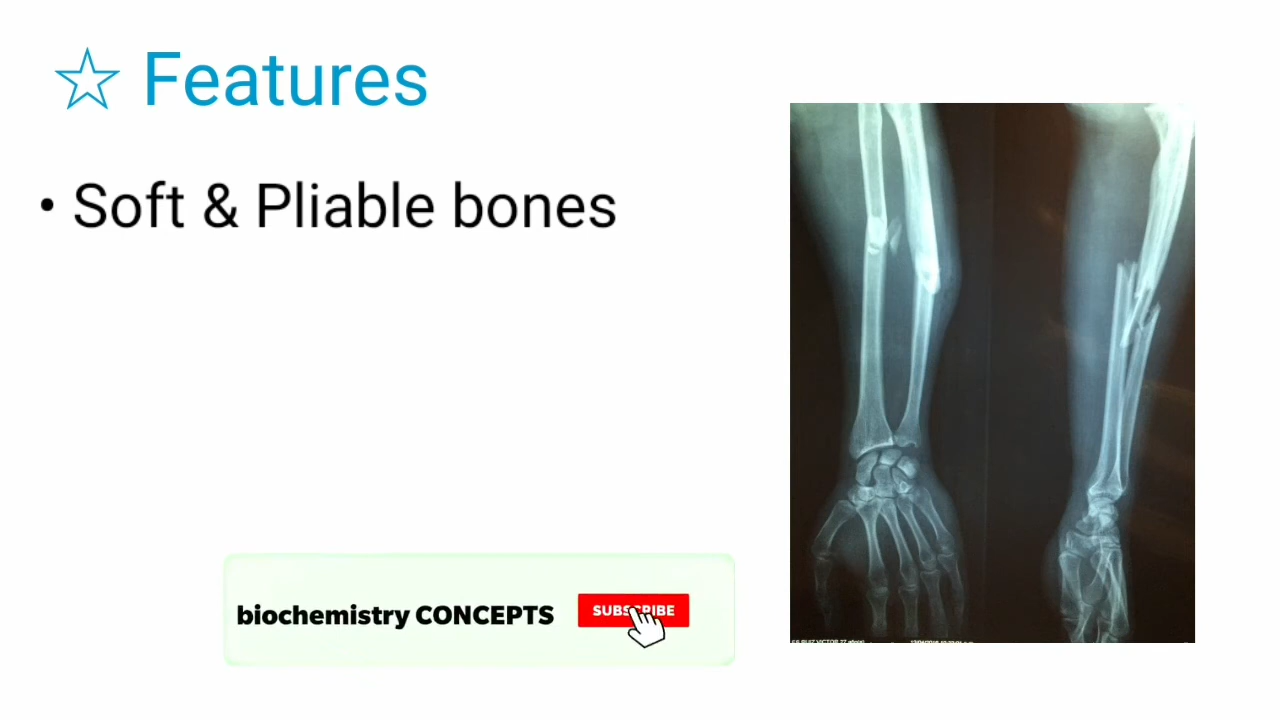 ☆ Features
• Soft & Pliable bones
biochemistry CONCEPTS
SUBSCRIBE